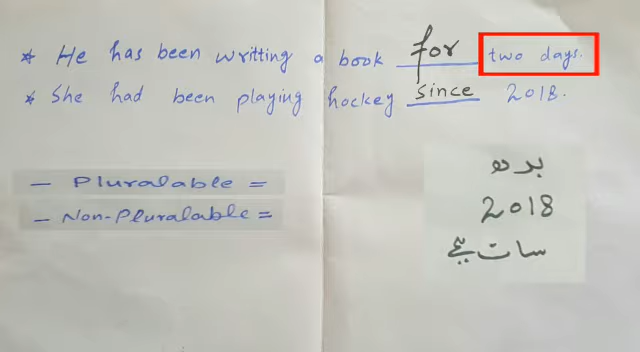 * He has been writting a book for two days.
* She had been playing hockey since 2018.
- Pluralable =
- Non-Pluralable =
بدھ
2018
سات بجے